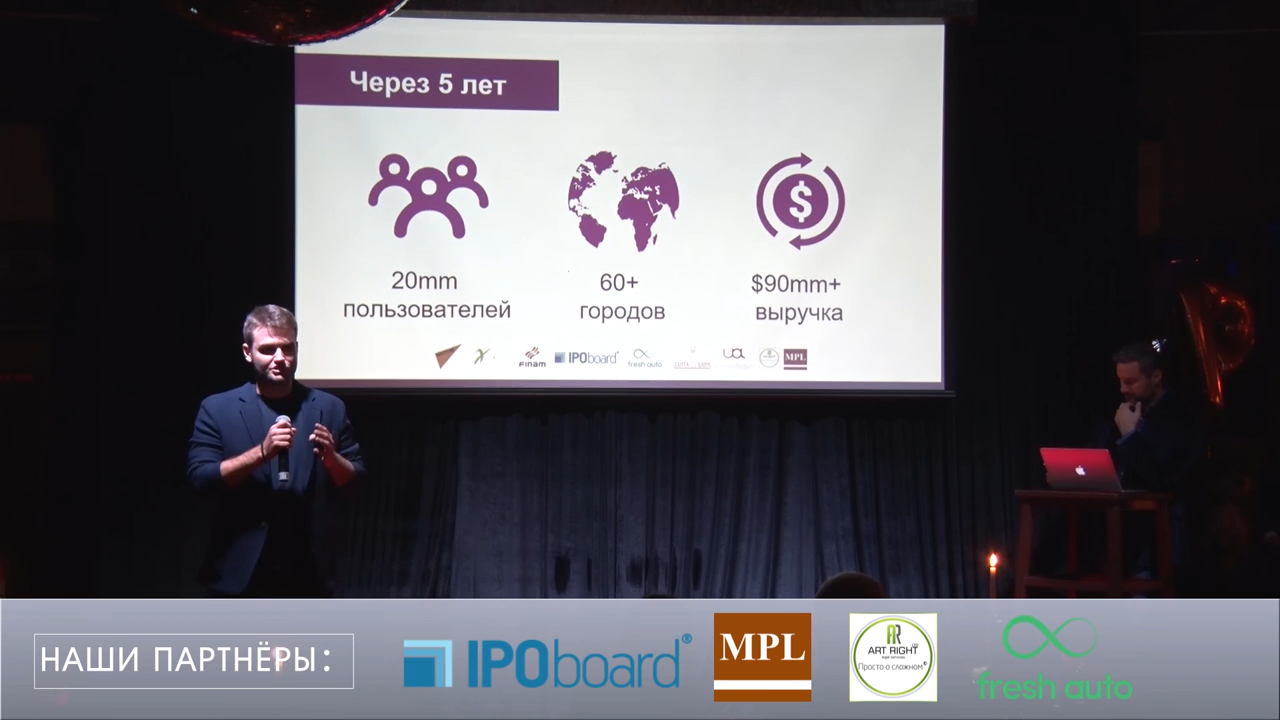 Через 5 лет
20mm
пользователей
60+
городов
$90mm+
выручка
FINAM
IPOboard
fresh auto
MPL
НАШИ ПАРТНЁРЫ:
IPOboard®
MPL
AR
ART RIGHT
Просто о сложном®
fresh auto